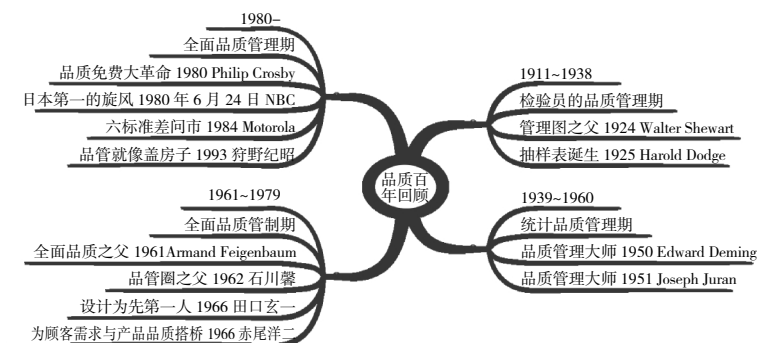 品质百
年回顾
1911~1938
检验员的品质管理期
管理图之父 1924 Walter Shewart
抽样表诞生 1925 Harold Dodge
1939~1960
统计品质管理期
品质管理大师 1950 Edward Deming
品质管理大师 1951 Joseph Juran
1961~1979
全面品质管制期
全面品质之父 1961Armand Feigenbaum
品管圈之父 1962 石川馨
设计为先第一人 1966 田口玄一
为顾客需求与产品品质搭桥 1966 赤尾洋二
1980-
全面品质管理期
品质免费大革命 1980 Philip Crosby
日本第一的旋风 1980 年 6 月 24 日 NBC
六标准差问市 1984 Motorola
品管就像盖房子 1993 狩野纪昭